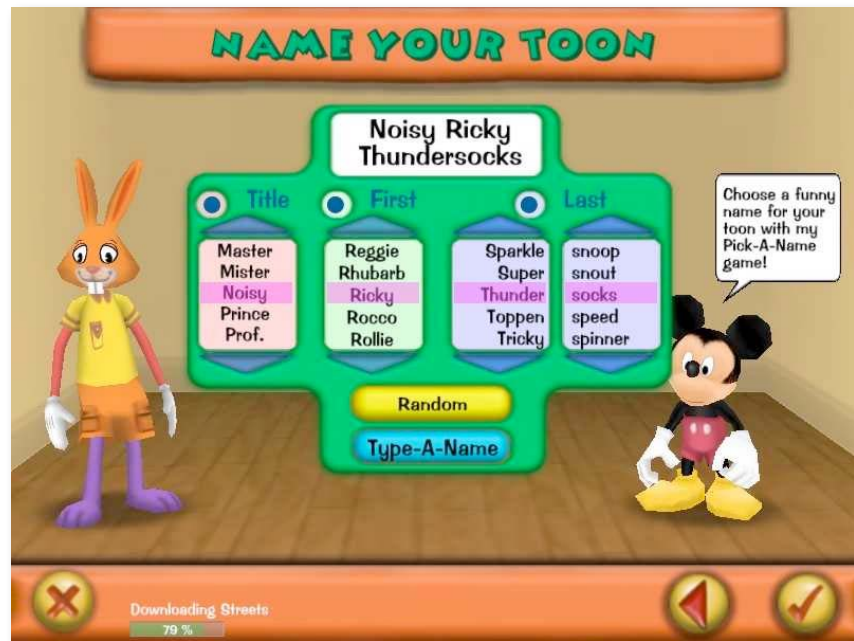 NAME YOUR TOON
Noisy Ricky
Thundersocks
Title First Last
Master Reggie Sparkle snoop
Mister Rhubarb Super snout
Noisy Ricky Thunder socks
Prince Rocco Toppen speed
Prof. Rollie Tricky spinner
Choose a funny
name for your
toon with my
Pick-A-Name
game!
Random
Type-A-Name
Downloading Streets
79 %